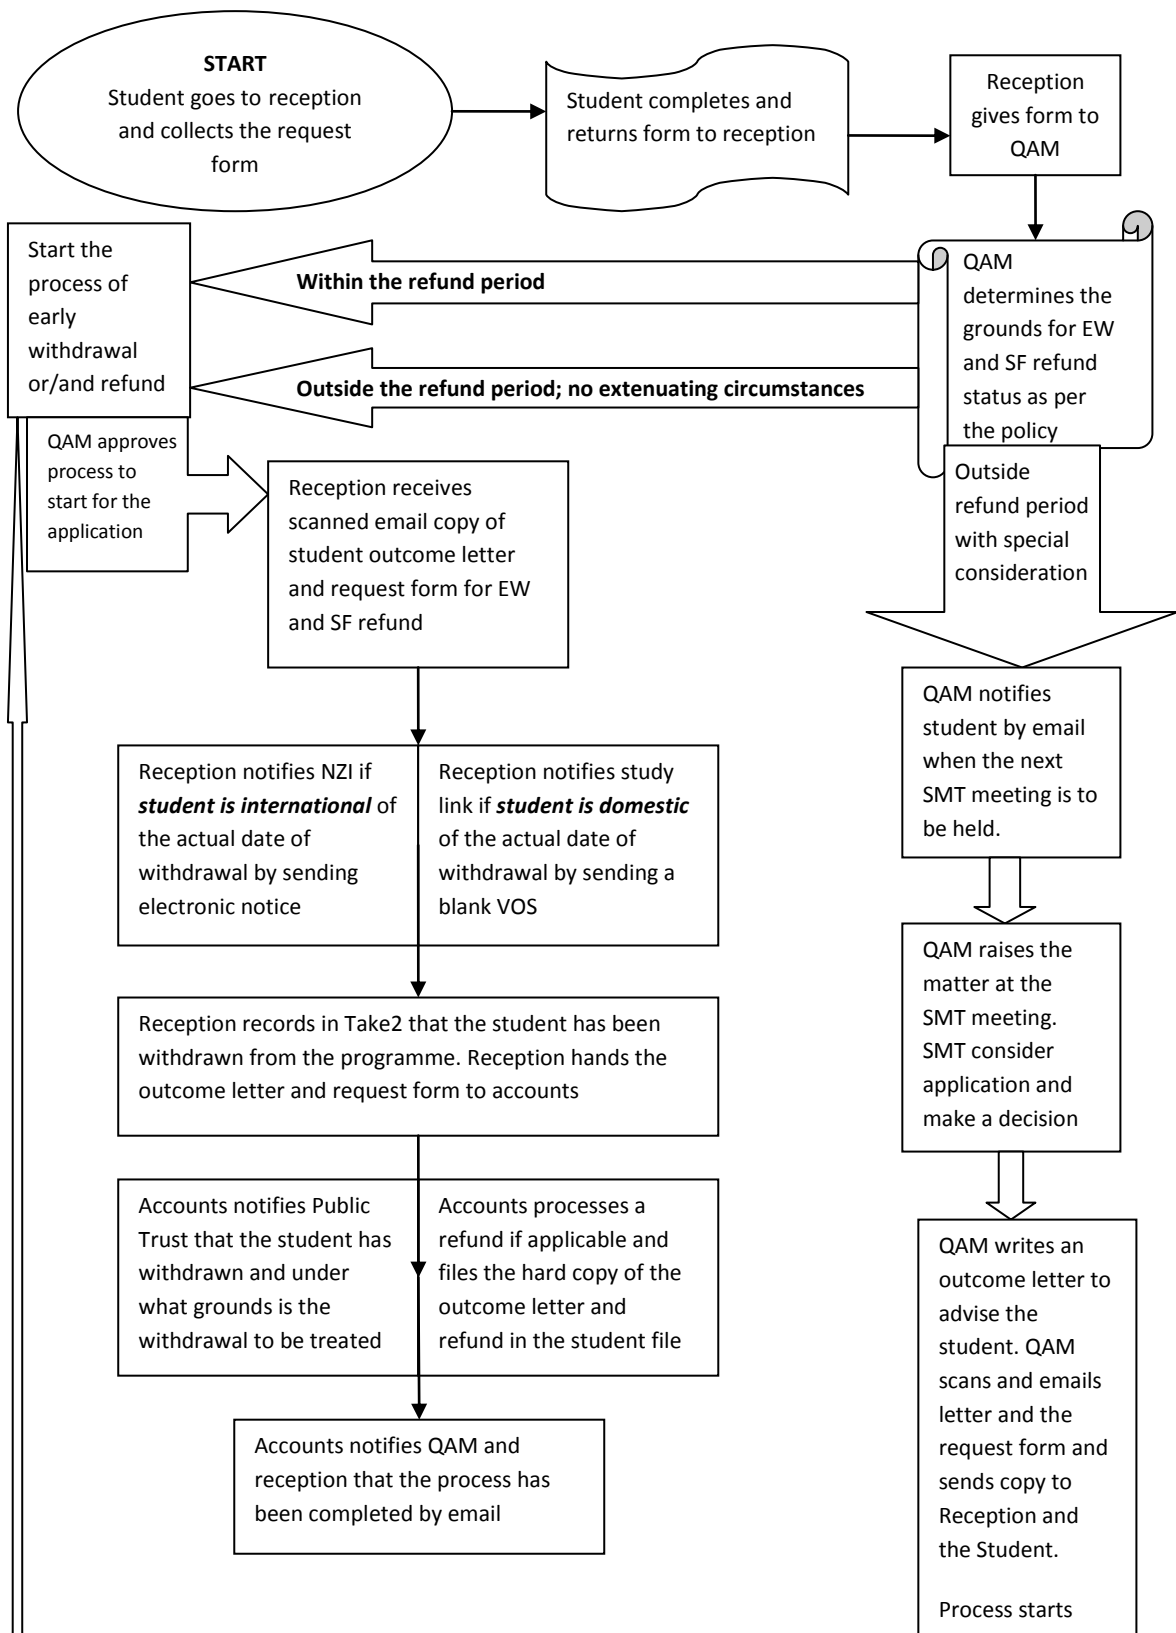 START
Student goes to reception
and collects the request
form
Student completes and
returns form to reception
Reception
gives form to
QAM
Start the
process of
early
withdrawal
or/and refund
Within the refund period
Outside the refund period; no extenuating circumstances
QAM
determines the
grounds for EW
and SF refund
status as per
the policy
QAM approves
process to
start for the
application
Reception receives
scanned email copy of
student outcome letter
and request form for EW
and SF refund
Outside
refund period
with special
consideration
QAM notifies
student by email
when the next
SMT meeting is to
be held.
Reception notifies NZI if
student is international of
the actual date of
withdrawal by sending
electronic notice
Reception notifies study
link if student is domestic
of the actual date of
withdrawal by sending a
blank VOS
QAM raises the
matter at the
SMT meeting.
SMT consider
application and
make a decision
Reception records in Take2 that the student has been
withdrawn from the programme. Reception hands the
outcome letter and request form to accounts
Accounts notifies Public
Trust that the student has
withdrawn and under
what grounds is the
withdrawal to be treated
Accounts processes a
refund if applicable and
files the hard copy of the
outcome letter and
refund in the student file
QAM writes an
outcome letter to
advise the
student. QAM
scans and emails
letter and the
request form and
sends copy to
Reception and
the Student.
Process starts
Accounts notifies QAM and
reception that the process has
been completed by email